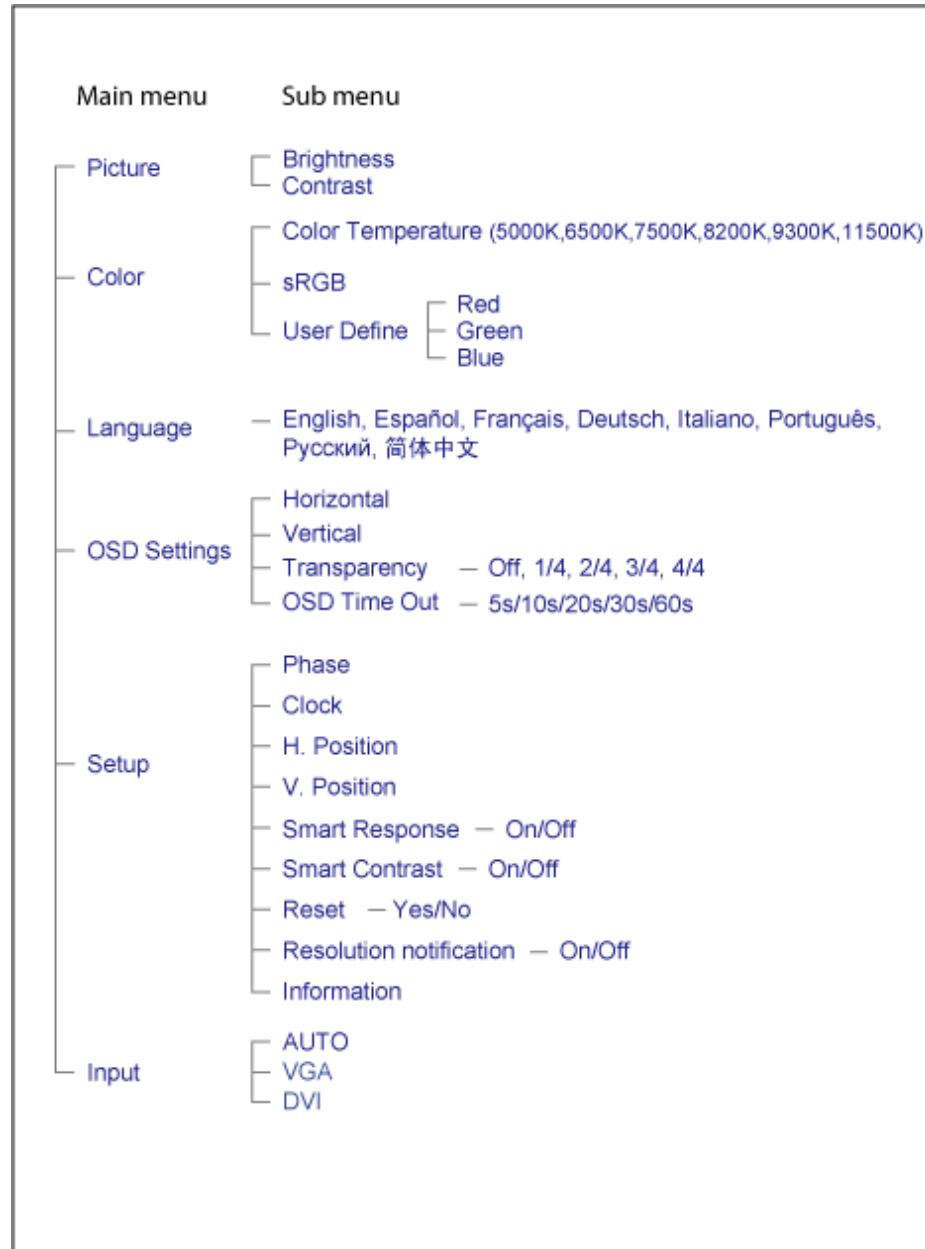 Main menu Sub menu
Picture
Brightness
Contrast
Color
Color Temperature (5000K,6500K,7500K,8200K,9300K,11500K)
sRGB
User Define
Red
Green
Blue
Language
English, Español, Français, Deutsch, Italiano, Português,
Русский, 简体中文
OSD Settings
Horizontal
Vertical
Transparency — Off, 1/4, 2/4, 3/4, 4/4
OSD Time Out — 5s/10s/20s/30s/60s
Setup
Phase
Clock
H. Position
V. Position
Smart Response — On/Off
Smart Contrast — On/Off
Reset — Yes/No
Resolution notification — On/Off
Information
Input
AUTO
VGA
DVI